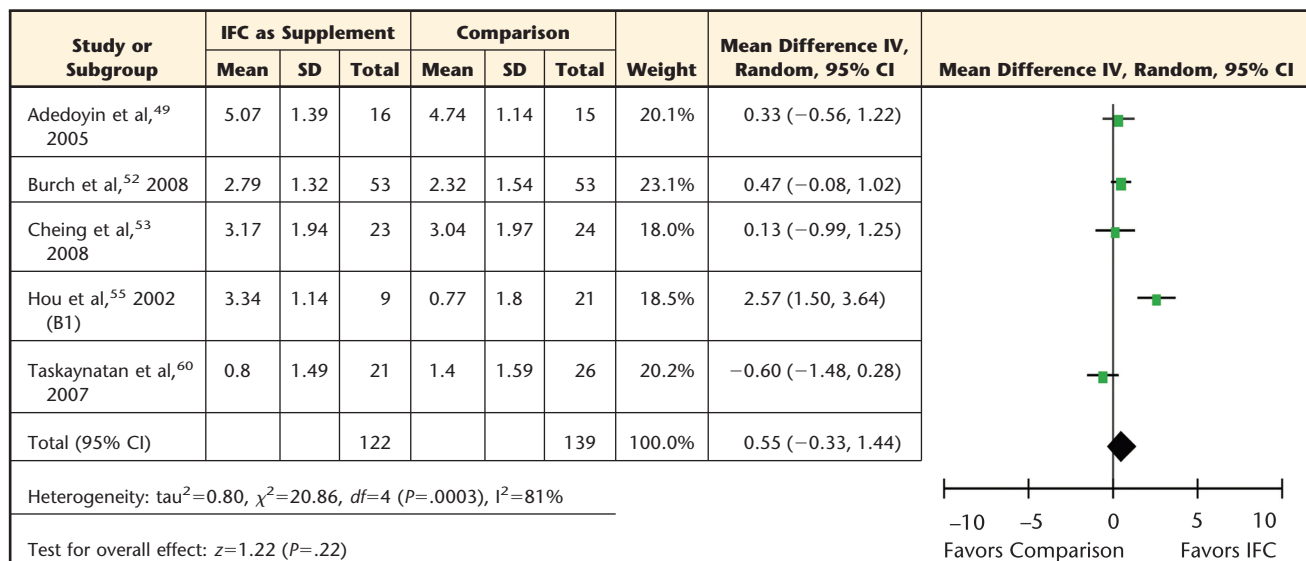 Study or Subgroup | IFC as Supplement | Comparison | Weight | Mean Difference IV, Random, 95% CI | Mean Difference IV, Random, 95% CI
Mean | SD | Total | Mean | SD | Total
Adedoyin et al,49 2005 | 5.07 | 1.39 | 16 | 4.74 | 1.14 | 15 | 20.1% | 0.33 (−0.56, 1.22)
Burch et al,52 2008 | 2.79 | 1.32 | 53 | 2.32 | 1.54 | 53 | 23.1% | 0.47 (−0.08, 1.02)
Cheing et al,53 2008 | 3.17 | 1.94 | 23 | 3.04 | 1.97 | 24 | 18.0% | 0.13 (−0.99, 1.25)
Hou et al,55 2002 (B1) | 3.34 | 1.14 | 9 | 0.77 | 1.8 | 21 | 18.5% | 2.57 (1.50, 3.64)
Taskaynatan et al,60 2007 | 0.8 | 1.49 | 21 | 1.4 | 1.59 | 26 | 20.2% | −0.60 (−1.48, 0.28)
Total (95% CI) | 122 | 139 | 100.0% | 0.55 (−0.33, 1.44)
Heterogeneity: tau2=0.80, χ2=20.86, df=4 (P=.0003), I2=81%
Test for overall effect: z=1.22 (P=.22)
−10 −5 0 5 10
Favors Comparison Favors IFC